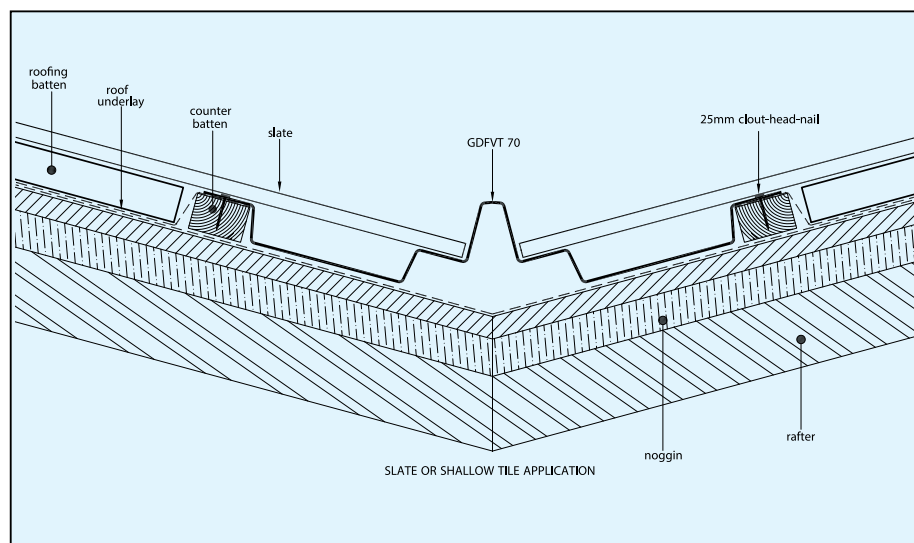 roofing
batten
roof
underlay
counter
batten
slate
GDFVT 70
25mm clout-head-nail
rafter
noggin
SLATE OR SHALLOW TILE APPLICATION